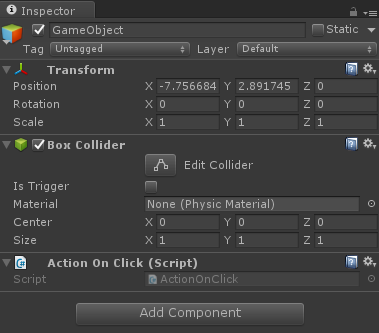 Inspector
GameObject Static
Tag Untagged Layer Default
Transform
Position X -7.756684 Y 2.891745 Z 0
Rotation X 0 Y 0 Z 0
Scale X 1 Y 1 Z 1
Box Collider
Edit Collider
Is Trigger
Material None (Physic Material)
Center X 0 Y 0 Z 0
Size X 1 Y 1 Z 1
Action On Click (Script)
Script ActionOnClick
Add Component